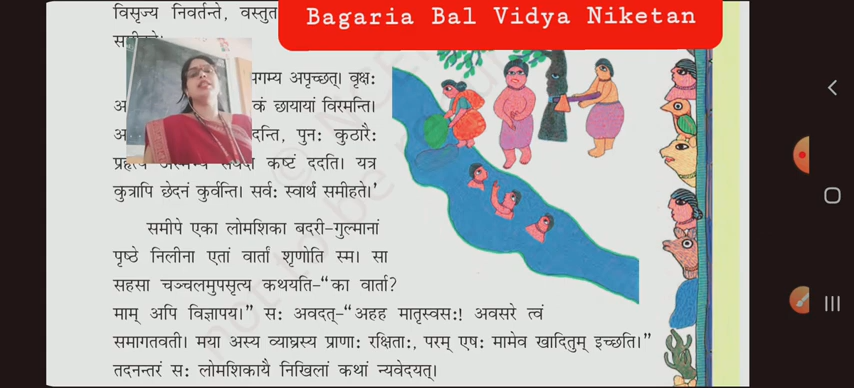 Bagaria Bal Vidya Niketan
विसृज्य निवर्तन्ते, वस्तुत
वगम्य अपृच्छत्। वृक्ष:
छायायां विरमन्ति।
दन्ति, पुन: कुठारै:
कष्टं ददति। यत्र
कुत्रापि छेदनं कुर्वन्ति। सर्व: स्वार्थं समीहते।'
समीपे एका लोमशिका बदरी-गुल्मानां
पृष्ठे निलीना एतां वार्तां शृणोति स्म। सा
सहसा चञ्चलमुपसृत्य कथयति-"का वार्ता?
माम् अपि विज्ञापय।" स: अवदत्-"अहह मातृस्वस:! अवसरे त्वं
समागतवती। मया अस्य व्याघ्रस्य प्राणा: रक्षिता:, परम् एष: मामेव खादितुम् इच्छति।"
तदनन्तरं स: लोमशिकायै निखिलां कथां न्यवेदयत्।